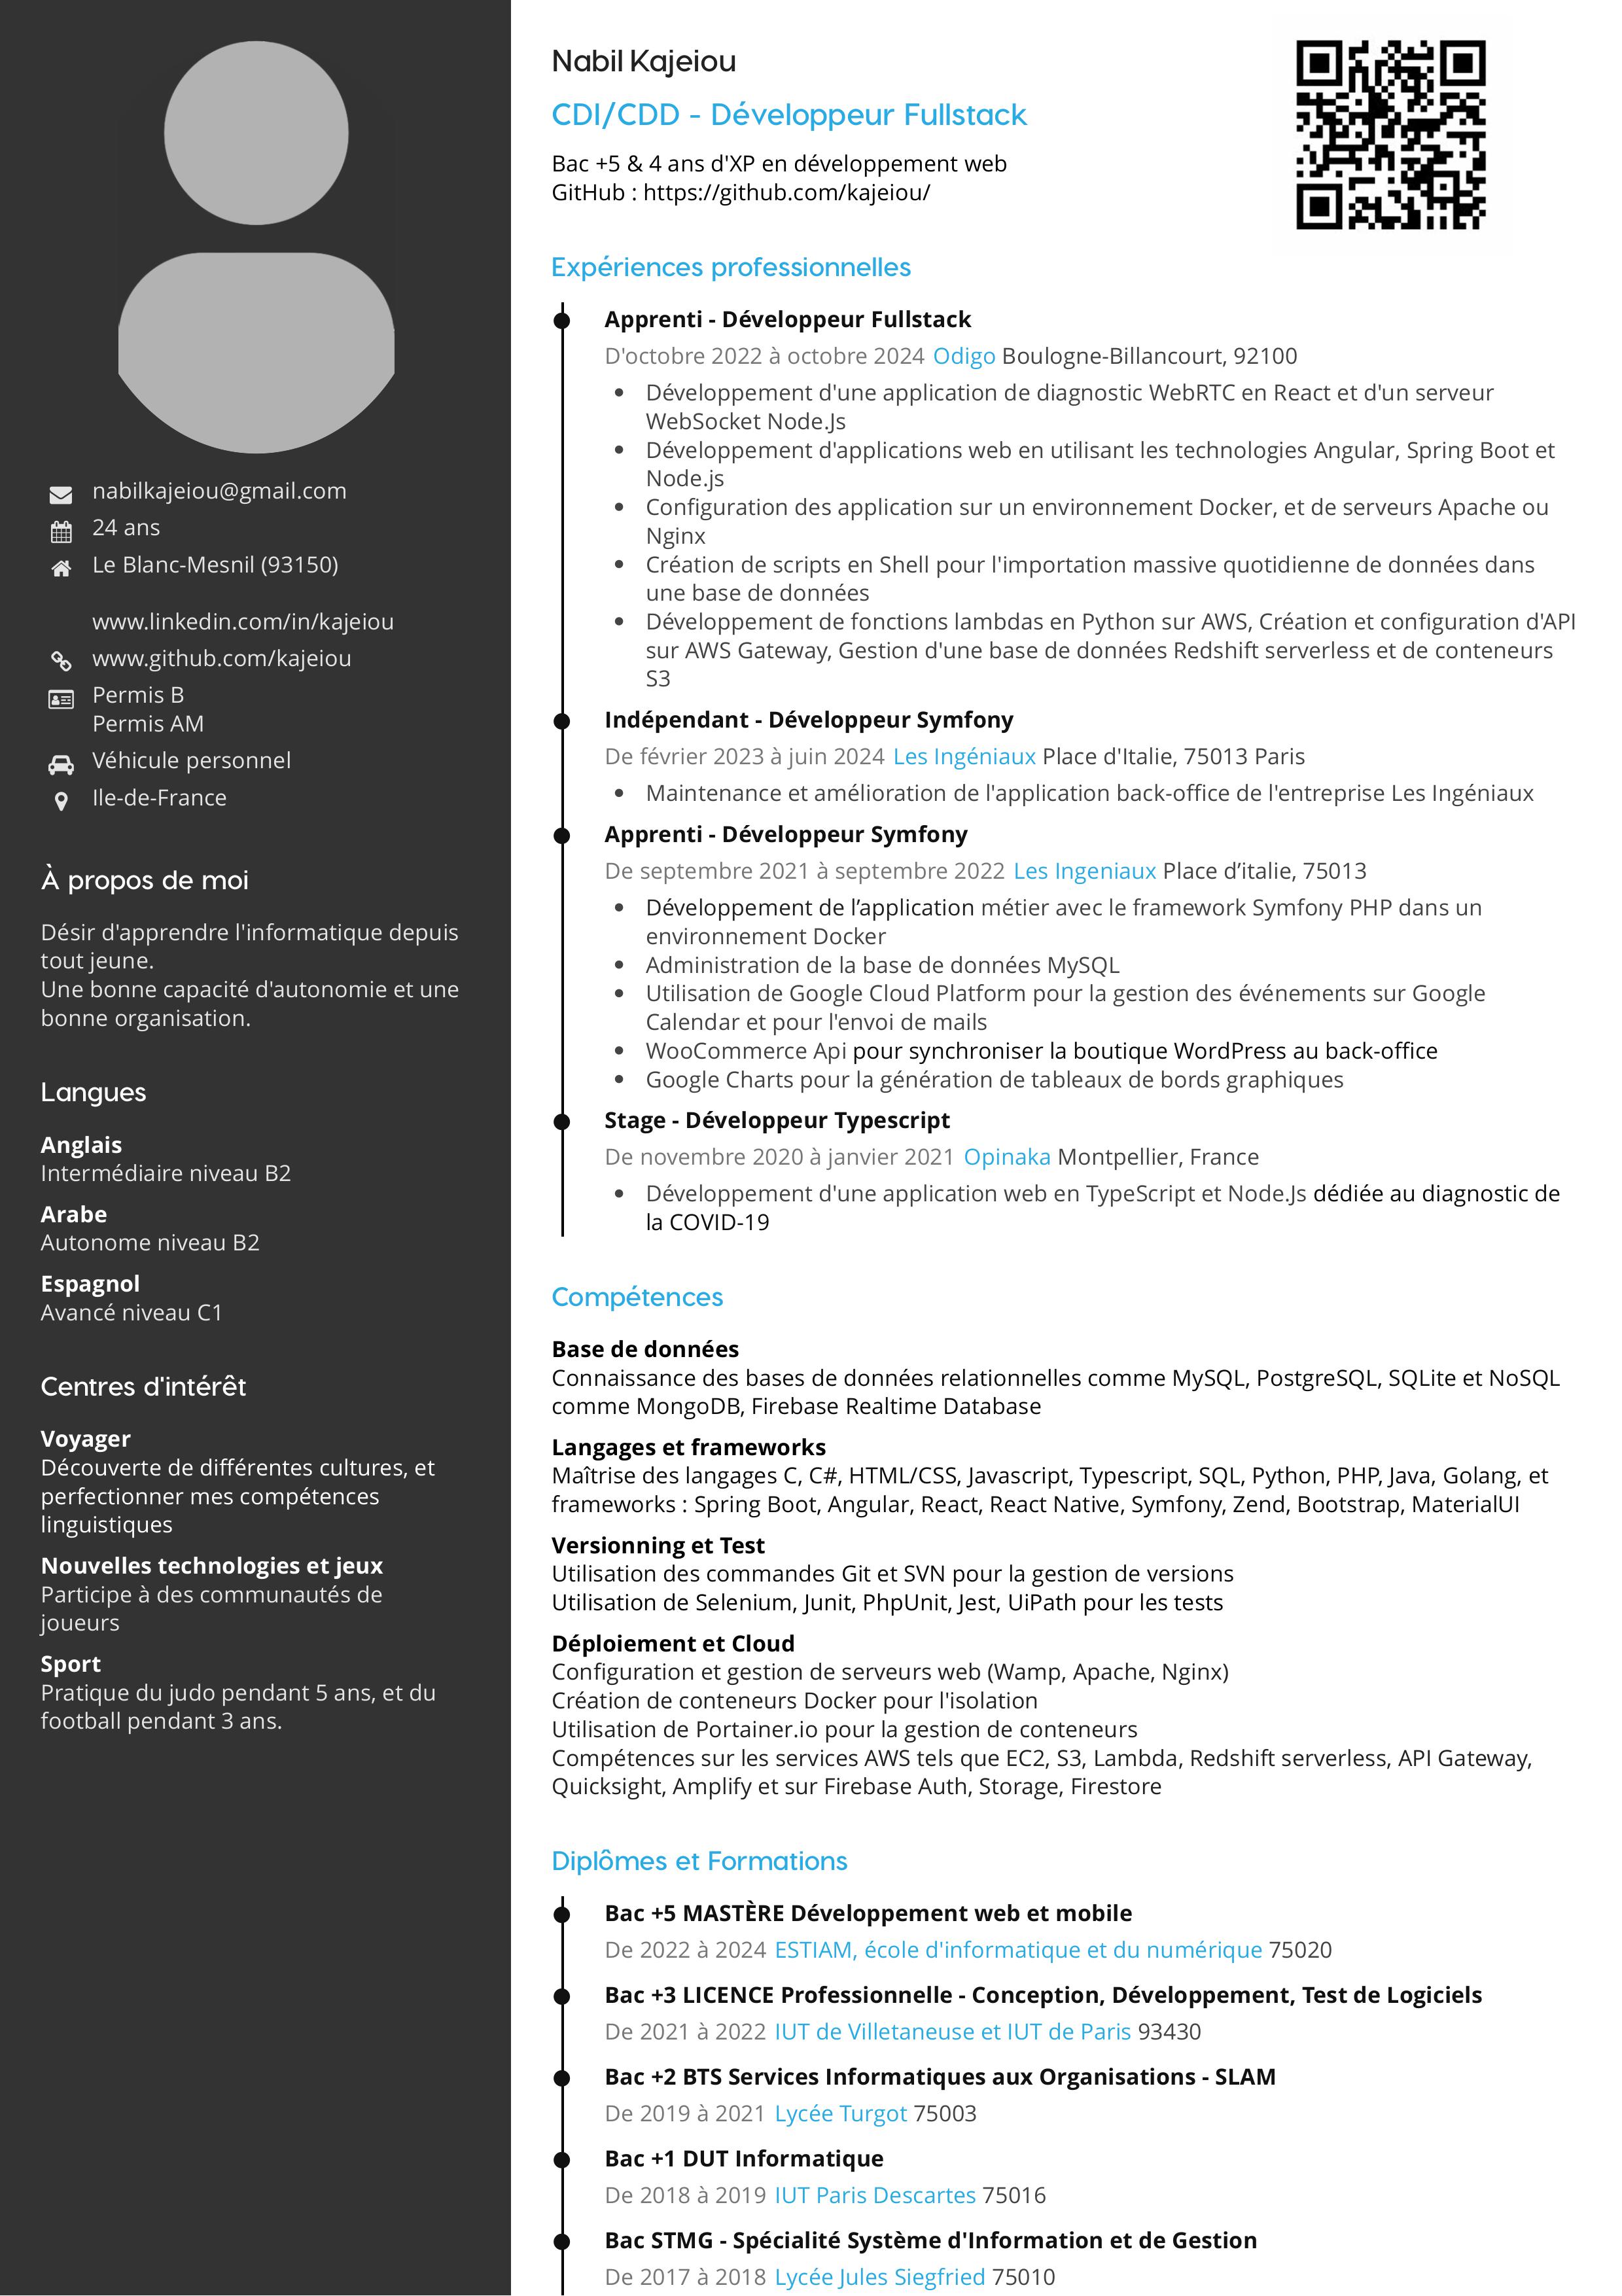 nabilkajeiou@gmail.com
24 ans
Le Blanc-Mesnil (93150)
www.linkedin.com/in/kajeiou
www.github.com/kajeiou
Permis B
Permis AM
Véhicule personnel
Ile-de-France
À propos de moi
Désir d'apprendre l'informatique depuis
tout jeune.
Une bonne capacité d'autonomie et une
bonne organisation.
Langues
Anglais
Intermédiaire niveau B2
Arabe
Autonome niveau B2
Espagnol
Avancé niveau C1
Centres d'intérêt
Voyager
Découverte de différentes cultures, et
perfectionner mes compétences
linguistiques
Nouvelles technologies et jeux
Participe à des communautés de
joueurs
Sport
Pratique du judo pendant 5 ans, et du
football pendant 3 ans.
Nabil Kajeiou
CDI/CDD - Développeur Fullstack
Bac +5 & 4 ans d'XP en développement web
GitHub : https://github.com/kajeiou/
Expériences professionnelles
Apprenti - Développeur Fullstack
D'octobre 2022 à octobre 2024 Odigo Boulogne-Billancourt, 92100
• Développement d'une application de diagnostic WebRTC en React et d'un serveur
WebSocket Node.Js
• Développement d'applications web en utilisant les technologies Angular, Spring Boot et
Node.js
• Configuration des application sur un environnement Docker, et de serveurs Apache ou
Nginx
• Création de scripts en Shell pour l'importation massive quotidienne de données dans
une base de données
• Développement de fonctions lambdas en Python sur AWS, Création et configuration d'API
sur AWS Gateway, Gestion d'une base de données Redshift serverless et de conteneurs
S3
Indépendant - Développeur Symfony
De février 2023 à juin 2024 Les Ingéniaux Place d'Italie, 75013 Paris
• Maintenance et amélioration de l'application back-office de l'entreprise Les Ingéniaux
Apprenti - Développeur Symfony
De septembre 2021 à septembre 2022 Les Ingeniaux Place d’italie, 75013
• Développement de l’application métier avec le framework Symfony PHP dans un
environnement Docker
• Administration de la base de données MySQL
• Utilisation de Google Cloud Platform pour la gestion des événements sur Google
Calendar et pour l'envoi de mails
• WooCommerce Api pour synchroniser la boutique WordPress au back-office
• Google Charts pour la génération de tableaux de bords graphiques
Stage - Développeur Typescript
De novembre 2020 à janvier 2021 Opinaka Montpellier, France
• Développement d'une application web en TypeScript et Node.Js dédiée au diagnostic de
la COVID-19
Compétences
Base de données
Connaissance des bases de données relationnelles comme MySQL, PostgreSQL, SQLite et NoSQL
comme MongoDB, Firebase Realtime Database
Langages et frameworks
Maîtrise des langages C, C#, HTML/CSS, Javascript, Typescript, SQL, Python, PHP, Java, Golang, et
frameworks : Spring Boot, Angular, React, React Native, Symfony, Zend, Bootstrap, MaterialUI
Versionning et Test
Utilisation des commandes Git et SVN pour la gestion de versions
Utilisation de Selenium, Junit, PhpUnit, Jest, UiPath pour les tests
Déploiement et Cloud
Configuration et gestion de serveurs web (Wamp, Apache, Nginx)
Création de conteneurs Docker pour l'isolation
Utilisation de Portainer.io pour la gestion de conteneurs
Compétences sur les services AWS tels que EC2, S3, Lambda, Redshift serverless, API Gateway,
Quicksight, Amplify et sur Firebase Auth, Storage, Firestore
Diplômes et Formations
Bac +5 MASTÈRE Développement web et mobile
De 2022 à 2024 ESTIAM, école d'informatique et du numérique 75020
Bac +3 LICENCE Professionnelle - Conception, Développement, Test de Logiciels
De 2021 à 2022 IUT de Villetaneuse et IUT de Paris 93430
Bac +2 BTS Services Informatiques aux Organisations - SLAM
De 2019 à 2021 Lycée Turgot 75003
Bac +1 DUT Informatique
De 2018 à 2019 IUT Paris Descartes 75016
Bac STMG - Spécialité Système d'Information et de Gestion
De 2017 à 2018 Lycée Jules Siegfried 75010